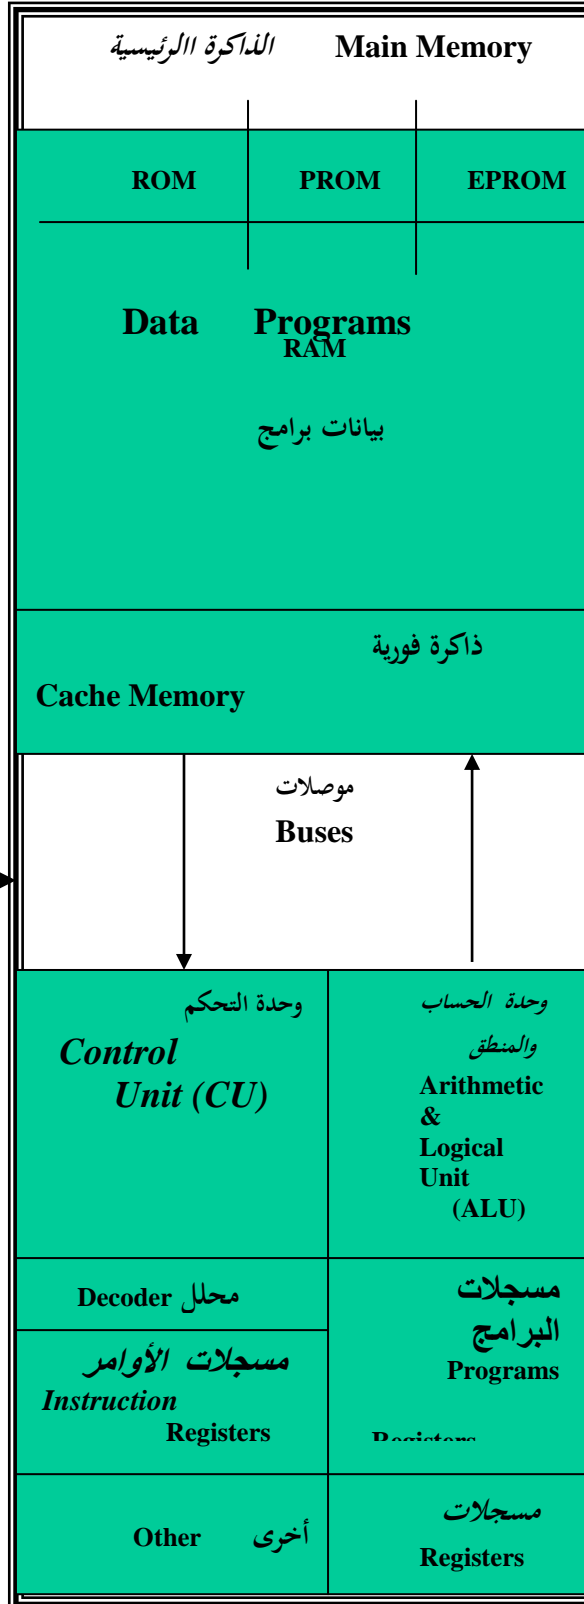 الذاكرة االرئيسية Main Memory
ROM PROM EPROM
Data Programs
RAM
بيانات برامج
ذاكرة فورية
Cache Memory
موصلات
Buses
وحدة التحكم
Control
Unit (CU)
وحدة الحساب
والمنطق
Arithmetic
&
Logical
Unit
(ALU)
Decoder محلل
مسجلات الأوامر
Instruction
Registers
مسجلات
البرامج
Programs
Registers
Other أخرى
مسجلات
Registers